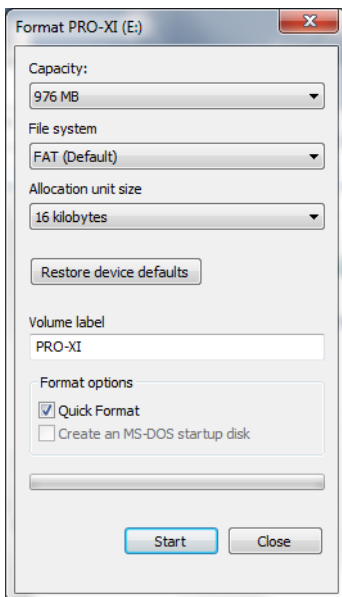 Format PRO-XI (E:)
Capacity:
976 MB
File system
FAT (Default)
Allocation unit size
16 kilobytes
Restore device defaults
Volume label
PRO-XI
Format options
Quick Format
Create an MS-DOS startup disk
Start Close